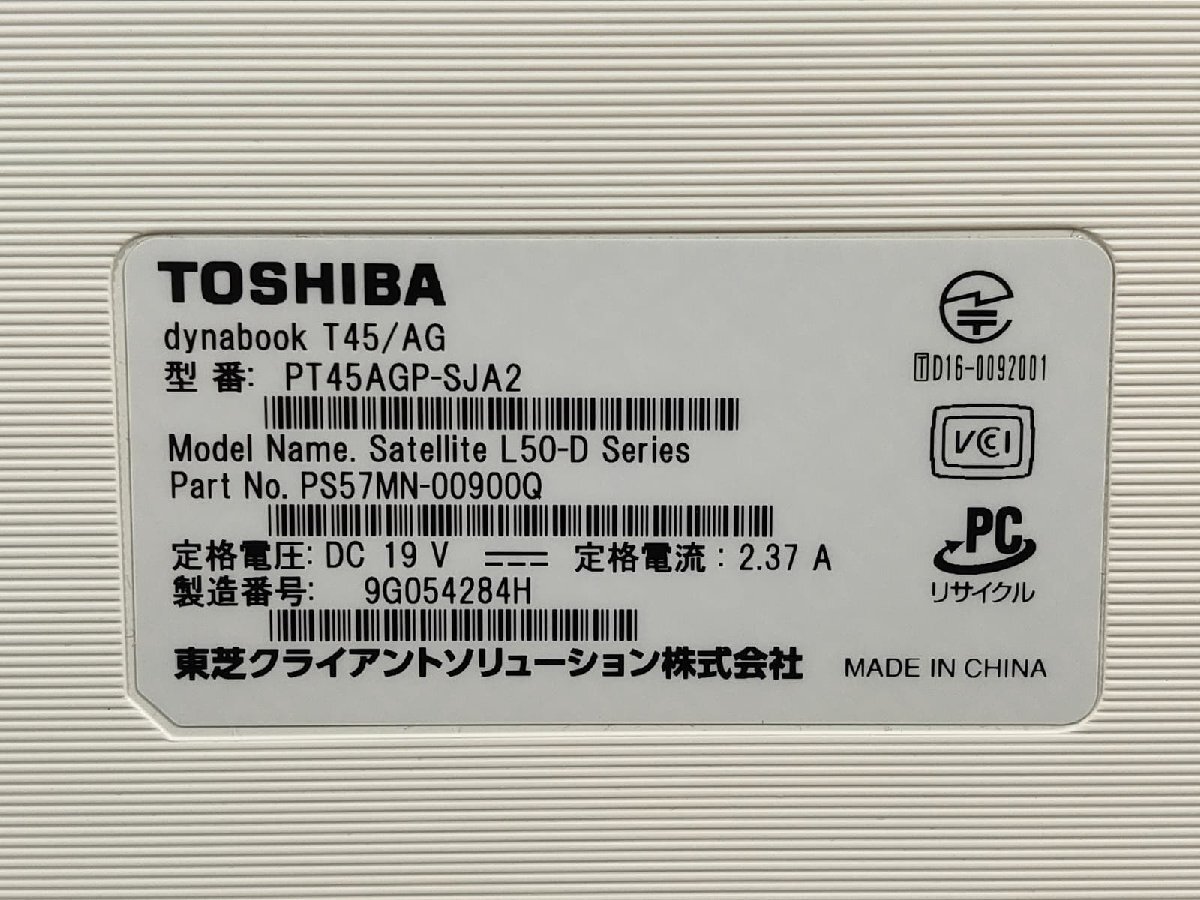 TOSHIBA
dynabook T45/AG
型 番: PT45AGP-SJA2
Model Name. Satellite L50-D Series
Part No. PS57MN-00900Q
定格電圧: DC 19 V ⎓ 定格電流 : 2.37 A
製造番号: 9G054284H
東芝クライアントソリューション株式会社
MADE IN CHINA
🅃D16-0092001
VCCI
PC
リサイクル